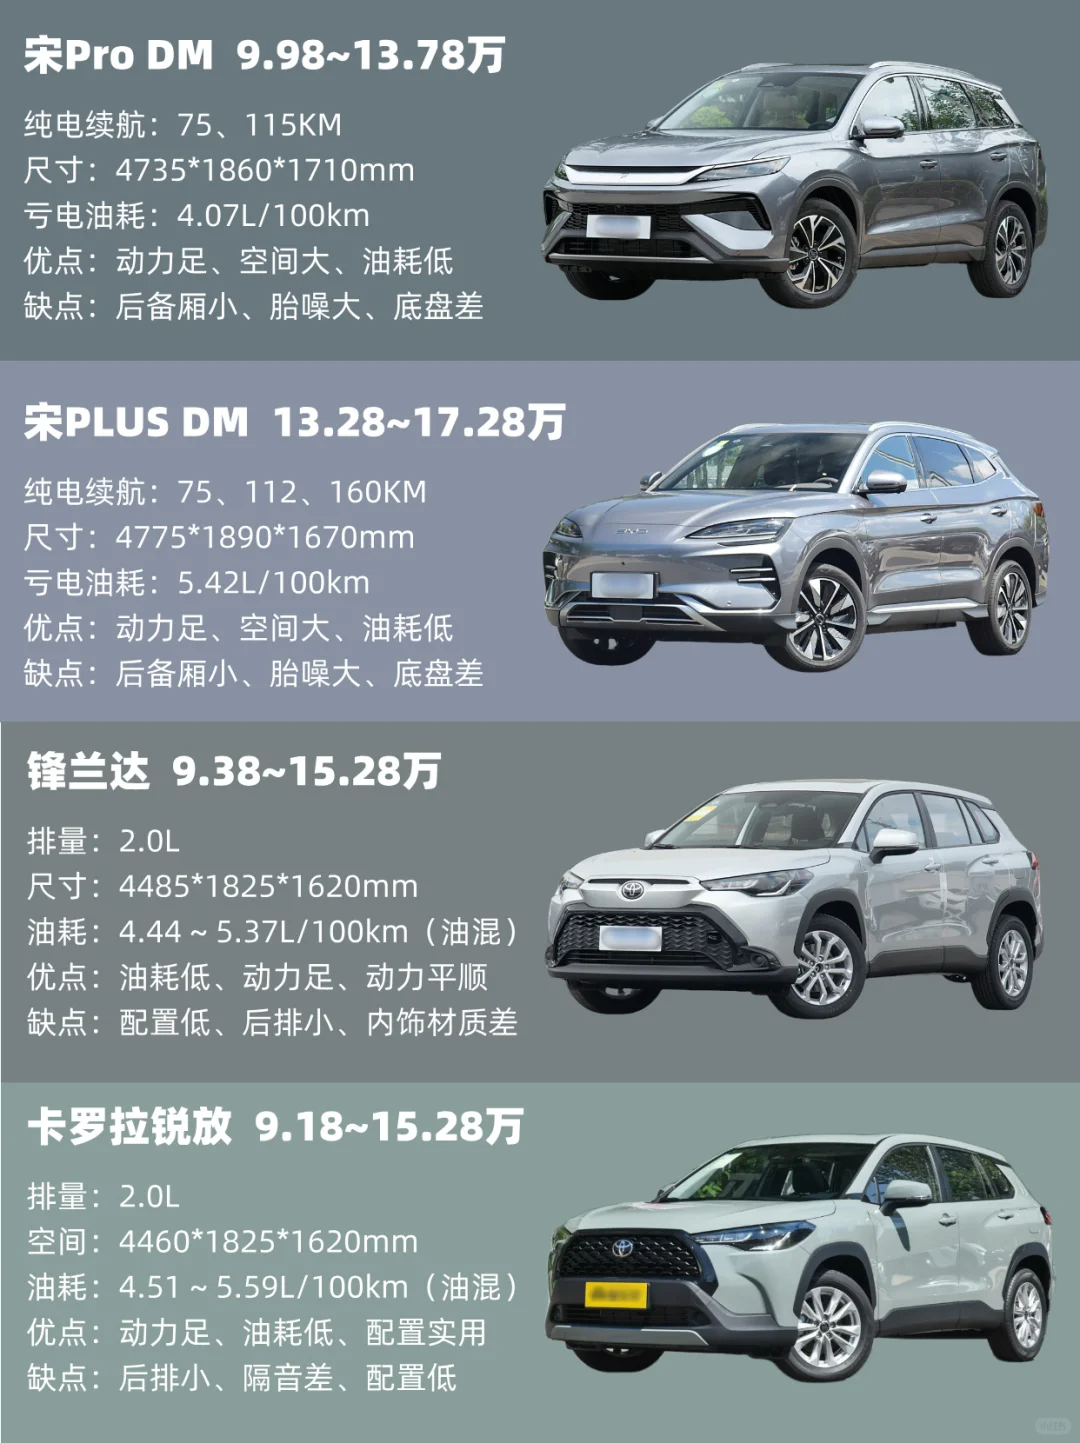 宋Pro DM 9.98~13.78万
纯电续航：75、115KM
尺寸：4735*1860*1710mm
亏电油耗：4.07L/100km
优点：动力足、空间大、油耗低
缺点：后备厢小、胎噪大、底盘差
宋PLUS DM 13.28~17.28万
纯电续航：75、112、160KM
尺寸：4775*1890*1670mm
亏电油耗：5.42L/100km
优点：动力足、空间大、油耗低
缺点：后备厢小、胎噪大、底盘差
锋兰达 9.38~15.28万
排量：2.0L
尺寸：4485*1825*1620mm
油耗：4.44～5.37L/100km（油混）
优点：油耗低、动力足、动力平顺
缺点：配置低、后排小、内饰材质差
卡罗拉锐放 9.18~15.28万
排量：2.0L
空间：4460*1825*1620mm
油耗：4.51～5.59L/100km（油混）
优点：动力足、油耗低、配置实用
缺点：后排小、隔音差、配置低